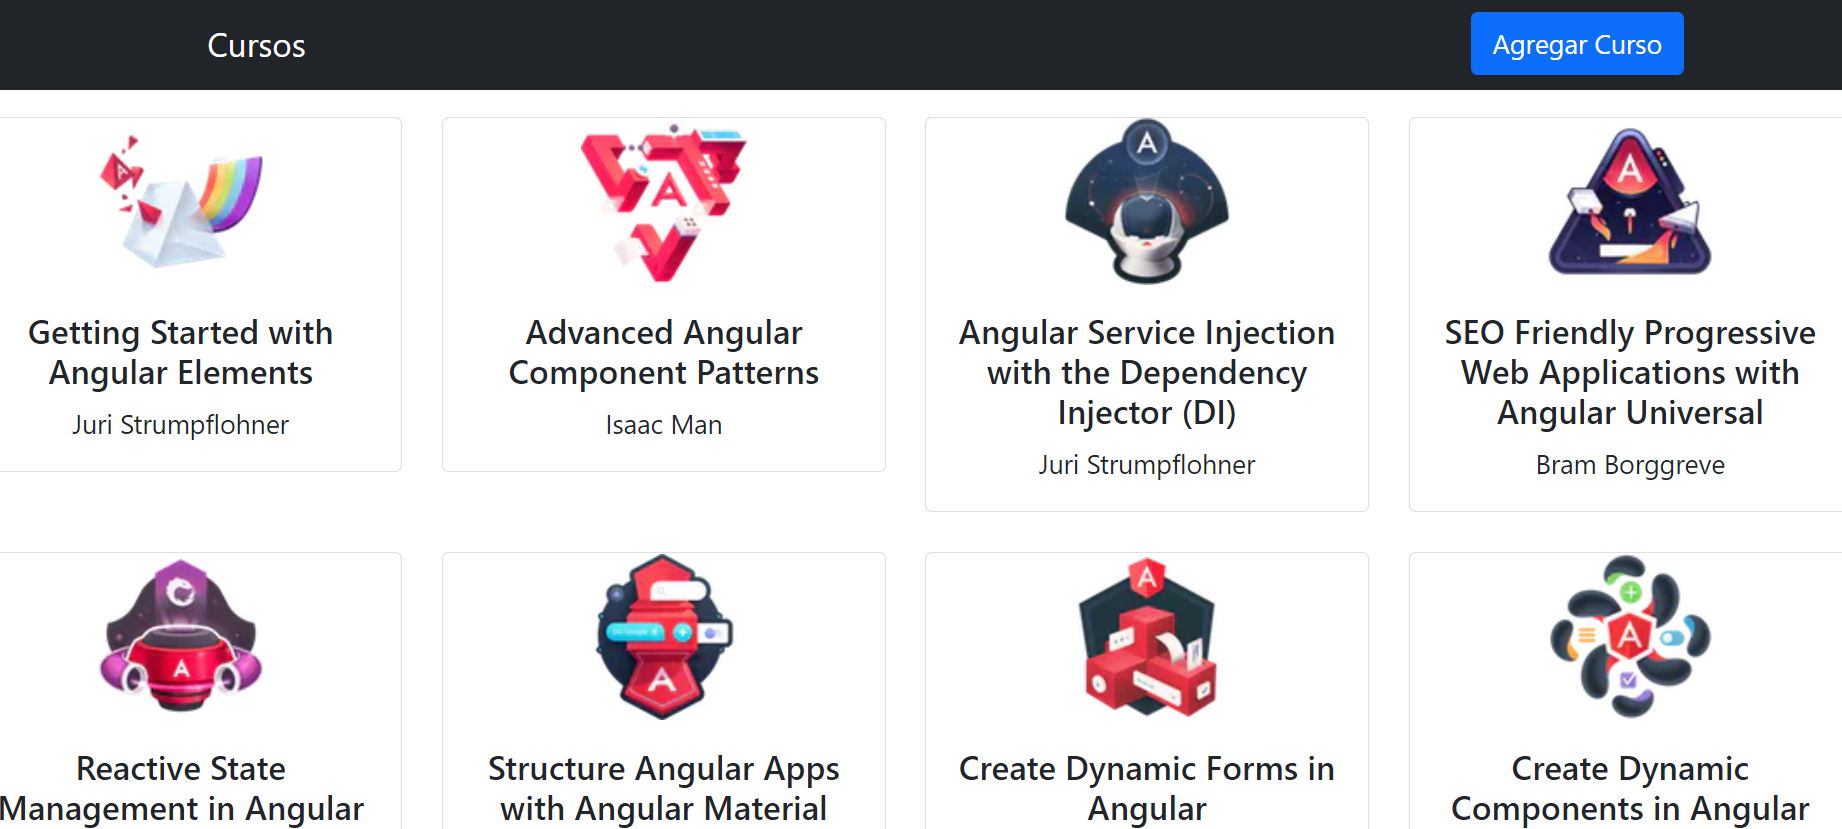 Cursos
Agregar Curso
Getting Started with
Angular Elements
Juri Strumpflohner
Advanced Angular
Component Patterns
Isaac Man
Angular Service Injection
with the Dependency
Injector (DI)
Juri Strumpflohner
SEO Friendly Progressive
Web Applications with
Angular Universal
Bram Borggreve
Reactive State
Management in Angular
Structure Angular Apps
with Angular Material
Create Dynamic Forms in
Angular
Create Dynamic
Components in Angular